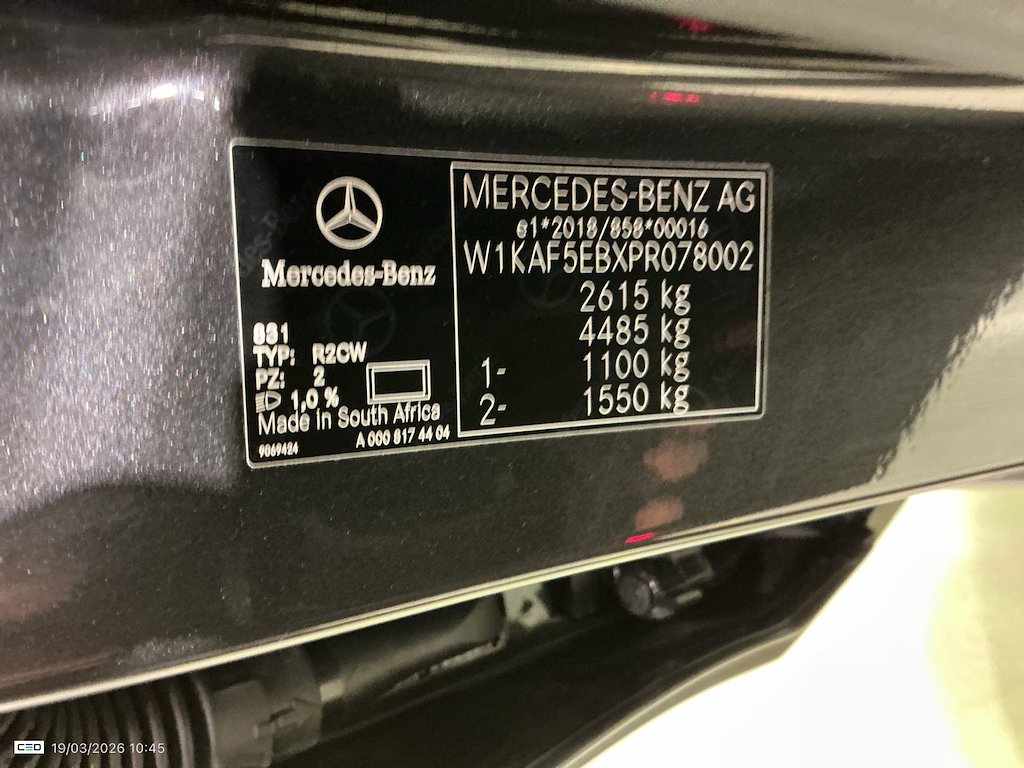 Mercedes-Benz
831
TYP: R2CW
PZ: 2
1,0 %
Made in South Africa
9069424
A 000 817 44 04
MERCEDES-BENZ AG
e1*2018/858*00016
W1KAF5EBXPR078002
2615 kg
4485 kg
1- 1100 kg
2- 1550 kg
CEO 19/03/2026 10:45